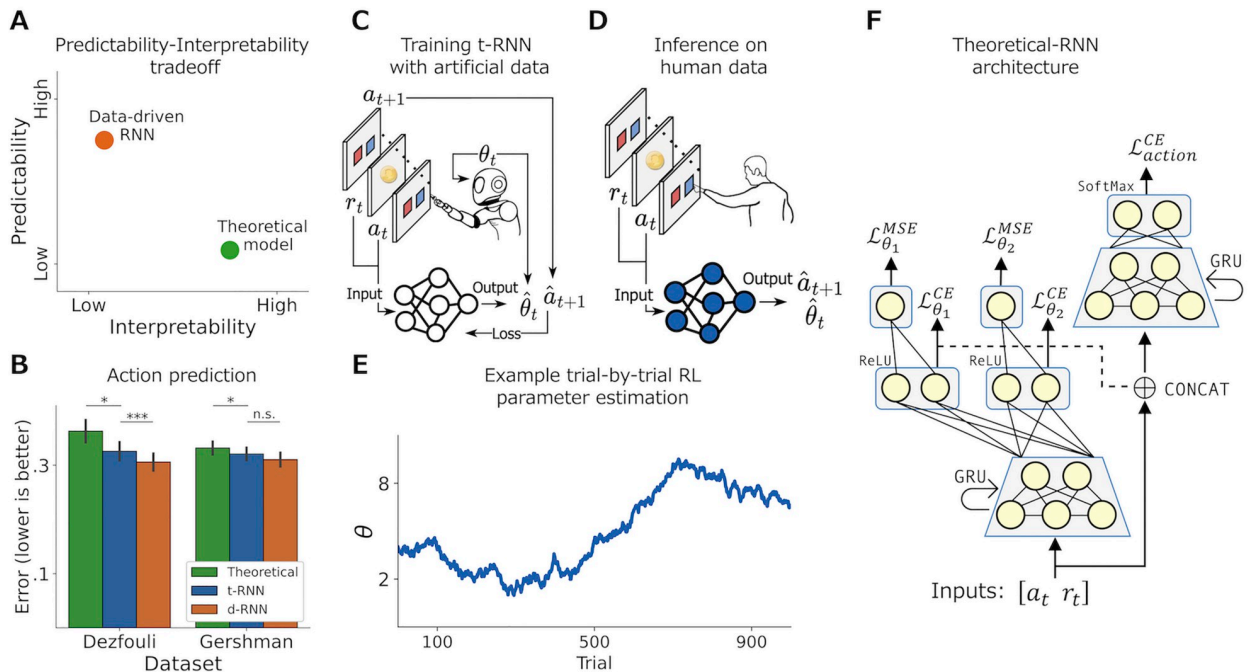 A
Predictability-Interpretability
tradeoff
High
Low
Predictability
Data-driven
RNN
Theoretical
model
Low
High
Interpretability
B
Action prediction
Error (lower is better)
.3
.1
*
***
*
n.s.
Theoretical
t-RNN
d-RNN
Dezfouli
Gershman
Dataset
C
Training t-RNN
with artificial data
a_{t+1}
θ_t
r_t
a_t
Input
Output
θ̂_t
â_{t+1}
Loss
D
Inference on
human data
r_t
a_t
Input
Output
â_{t+1}
θ̂_t
E
Example trial-by-trial RL
parameter estimation
θ
8
2
100
500
900
Trial
F
Theoretical-RNN
architecture
ℒ^{CE}_{action}
SoftMax
ℒ^{MSE}_{θ_1}
ℒ^{MSE}_{θ_2}
GRU
ℒ^{CE}_{θ_1}
ℒ^{CE}_{θ_2}
ReLU
ReLU
CONCAT
GRU
Inputs: [a_t r_t]